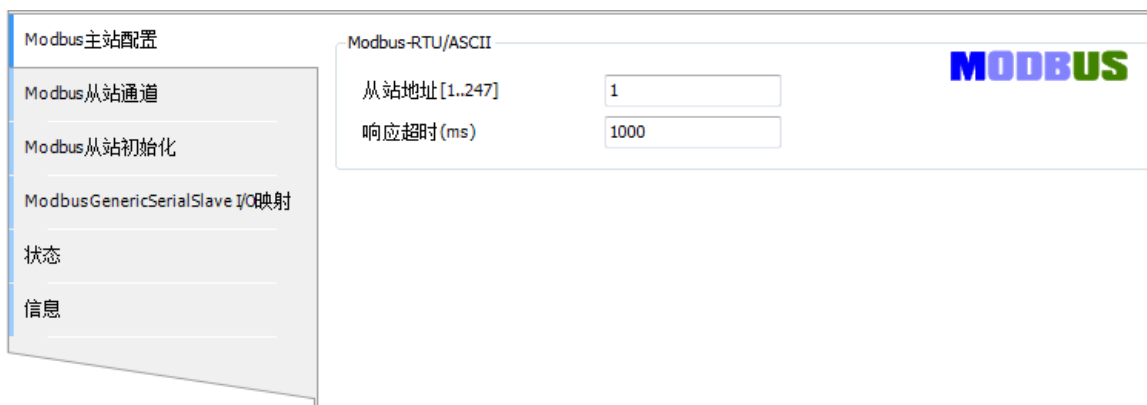 Modbus主站配置
Modbus从站通道
Modbus从站初始化
ModbusGenericSerialSlave I/O映射
状态
信息
Modbus-RTU/ASCII
MODBUS
从站地址[1..247] 1
响应超时(ms) 1000